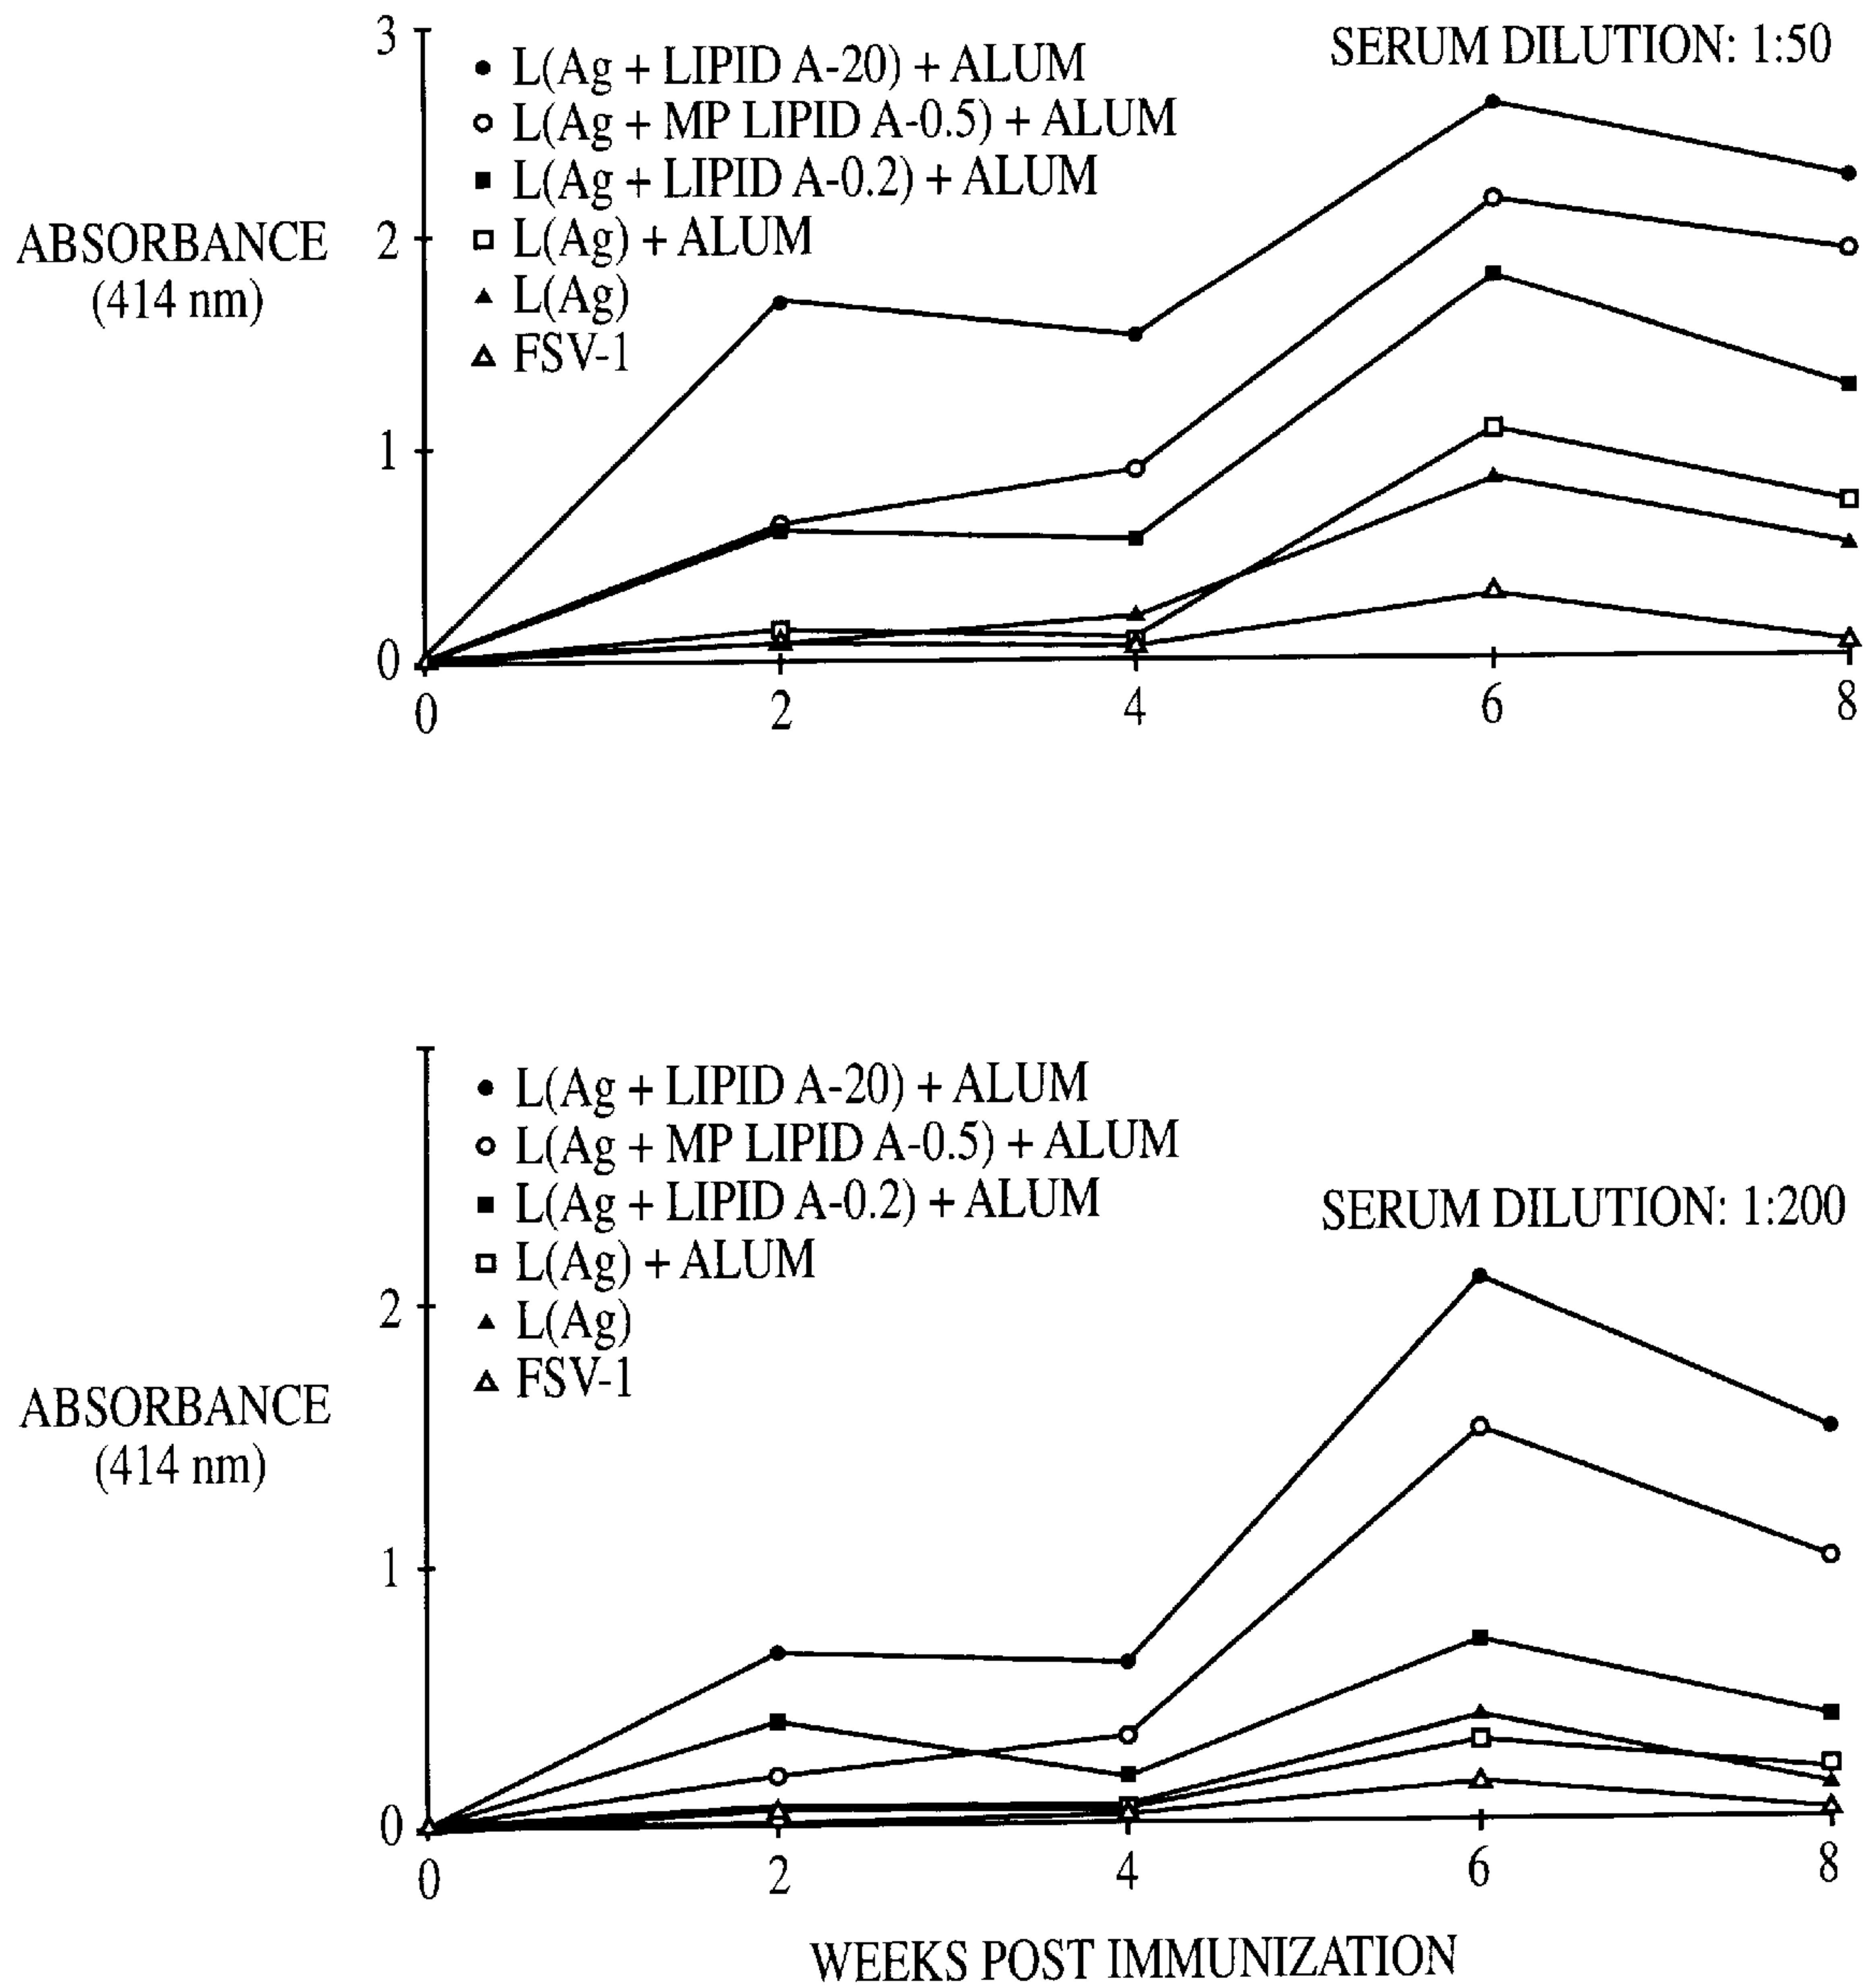 3
L(Ag + LIPID A-20) + ALUM
SERUM DILUTION: 1:50
L(Ag + MP LIPID A-0.5) + ALUM
L(Ag + LIPID A-0.2) + ALUM
ABSORBANCE
(414 nm)
2
L(Ag) + ALUM
L(Ag)
FSV-1
1
0
0 2 4 6 8
L(Ag + LIPID A-20) + ALUM
L(Ag + MP LIPID A-0.5) + ALUM
L(Ag + LIPID A-0.2) + ALUM
SERUM DILUTION: 1:200
L(Ag) + ALUM
2
L(Ag)
FSV-1
ABSORBANCE
(414 nm)
1
0
0 2 4 6 8
WEEKS POST IMMUNIZATION